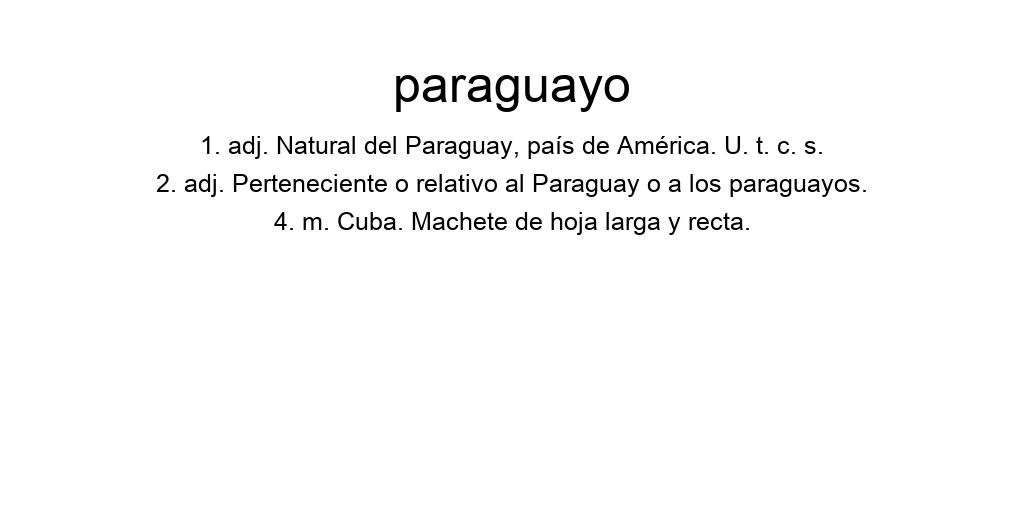 paraguayo
1. adj. Natural del Paraguay, país de América. U. t. c. s.
2. adj. Perteneciente o relativo al Paraguay o a los paraguayos.
4. m. Cuba. Machete de hoja larga y recta.